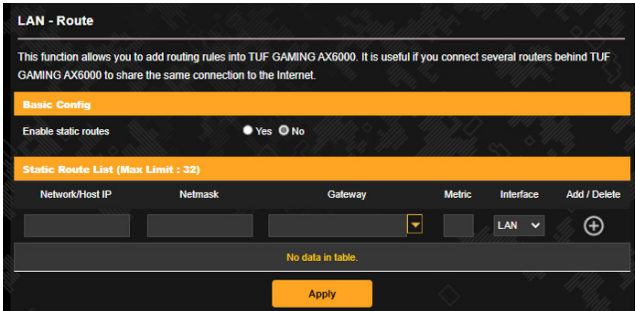 LAN - Route
This function allows you to add routing rules into TUF GAMING AX6000. It is useful if you connect several routers behind TUF
GAMING AX6000 to share the same connection to the Internet.
Basic Config
Enable static routes Yes No
Static Route List (Max Limit : 32)
Network/Host IP Netmask Gateway Metric Interface Add / Delete
LAN
No data in table.
Apply